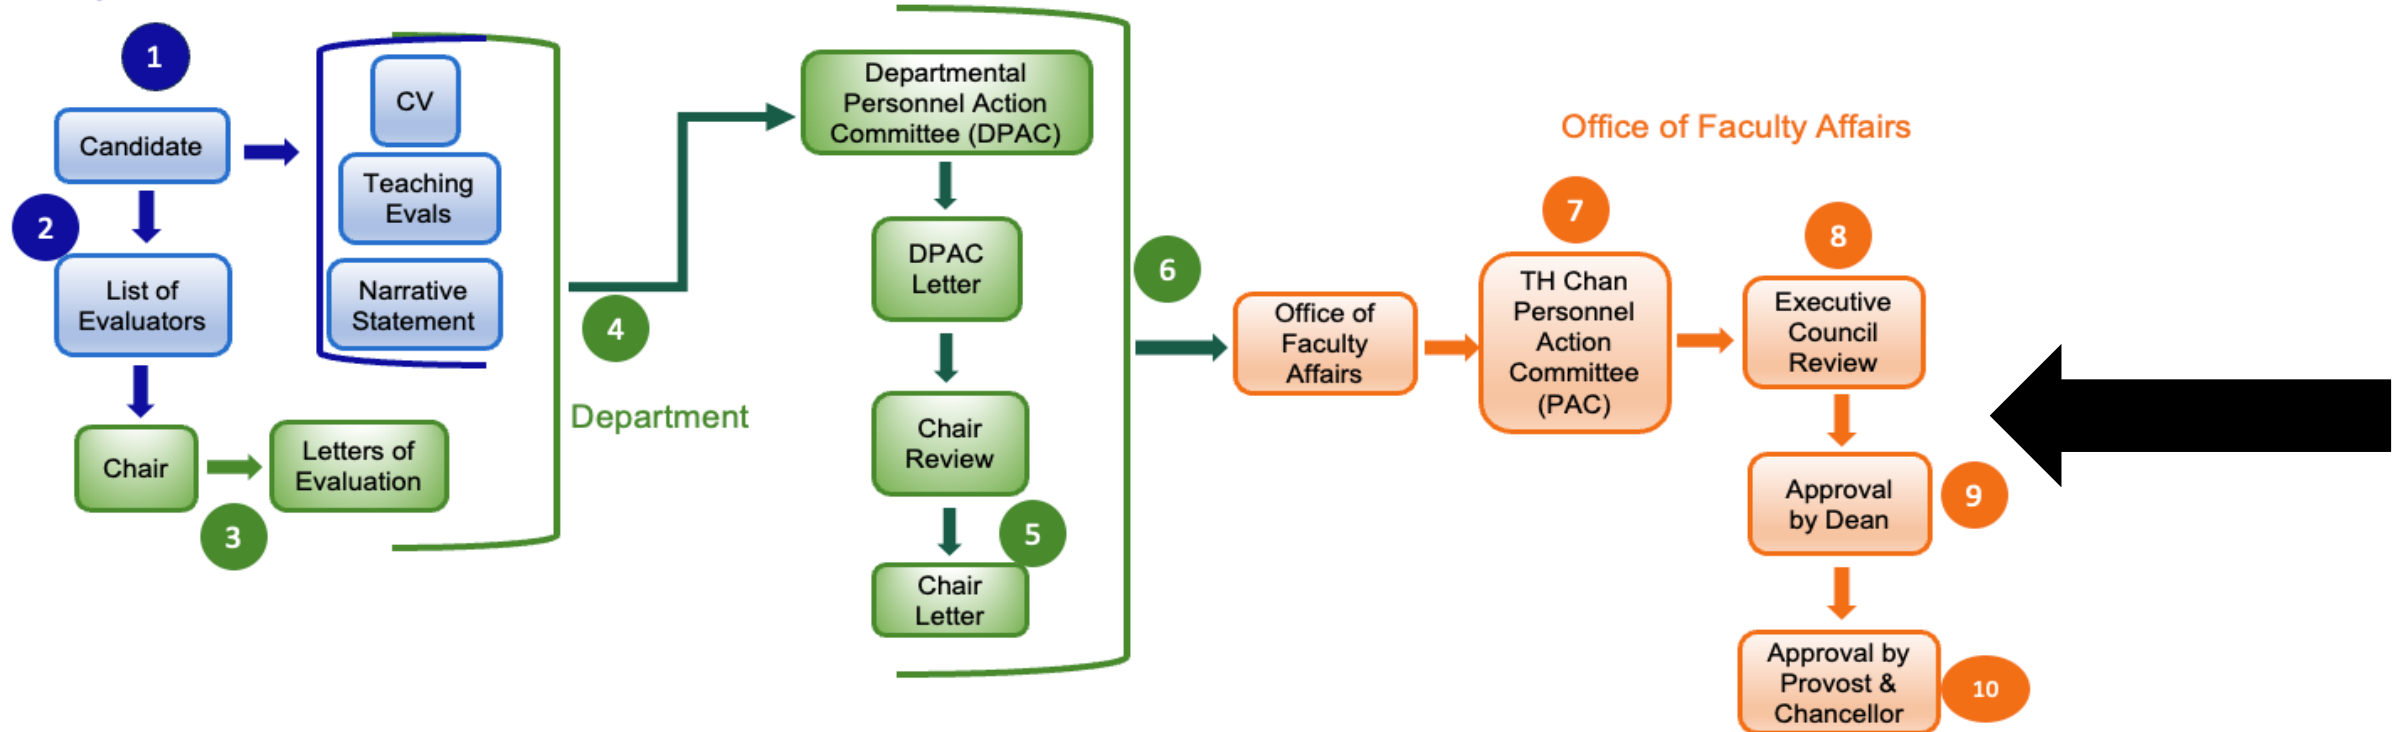 1
Candidate
2
List of
Evaluators
Chair
3
Letters of
Evaluation
CV
Teaching
Evals
Narrative
Statement
4
Department
Departmental
Personnel Action
Committee (DPAC)
DPAC
Letter
Chair
Review
5
Chair
Letter
6
Office of Faculty Affairs
Office of
Faculty
Affairs
7
TH Chan
Personnel
Action
Committee
(PAC)
8
Executive
Council
Review
Approval
by Dean
9
Approval by
Provost &
Chancellor
10